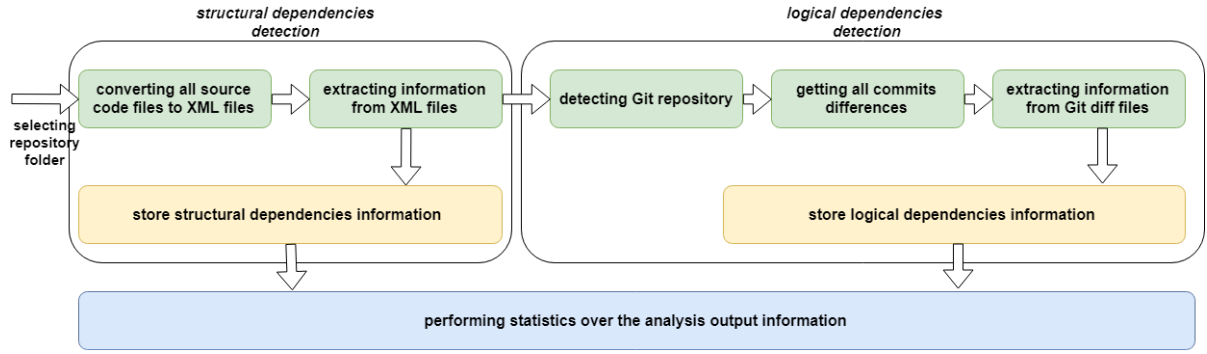 structural dependencies
detection
logical dependencies
detection
converting all source
code files to XML files
extracting information
from XML files
detecting Git repository
getting all commits
differences
extracting information
from Git diff files
selecting
repository
folder
store structural dependencies information
store logical dependencies information
performing statistics over the analysis output information